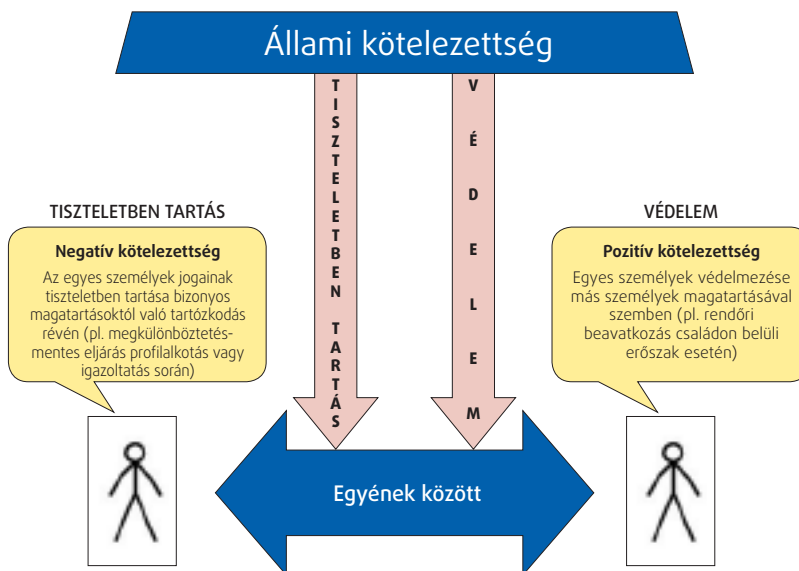 Állami kötelezettség
TISZTELETBEN TARTÁS
VÉDELEM
TISZTELETBEN TARTÁS
Negatív kötelezettség
Az egyes személyek jogainak
tiszteletben tartása bizonyos
magatartásoktól való tartózkodás
révén (pl. megkülönböztetés-
mentes eljárás profilalkotás vagy
igazoltatás során)
VÉDELEM
Pozitív kötelezettség
Egyes személyek védelmezése
más személyek magatartásával
szemben (pl. rendőri
beavatkozás családon belüli
erőszak esetén)
Egyének között